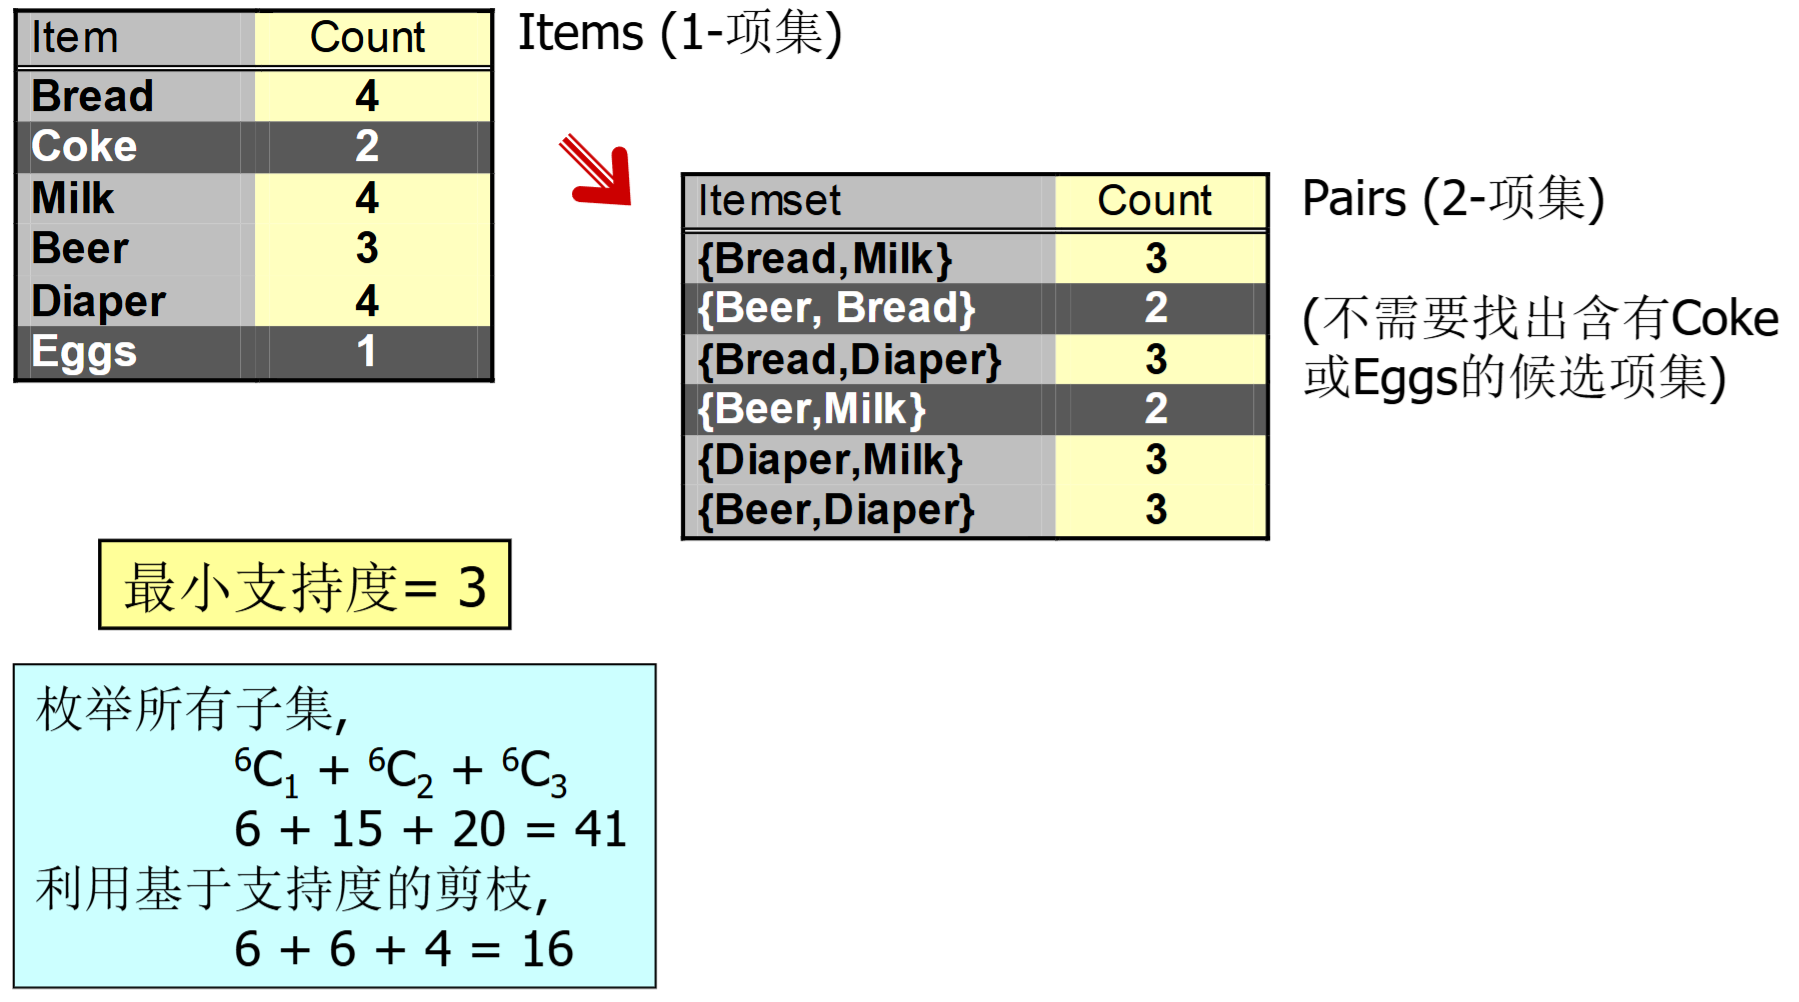 Item Count
Bread 4
Coke 2
Milk 4
Beer 3
Diaper 4
Eggs 1
Items (1-项集)
Itemset Count
{Bread,Milk} 3
{Beer, Bread} 2
{Bread,Diaper} 3
{Beer,Milk} 2
{Diaper,Milk} 3
{Beer,Diaper} 3
Pairs (2-项集)
(不需要找出含有Coke
或Eggs的候选项集)
最小支持度= 3
枚举所有子集,
⁶C₁ + ⁶C₂ + ⁶C₃
6 + 15 + 20 = 41
利用基于支持度的剪枝,
6 + 6 + 4 = 16